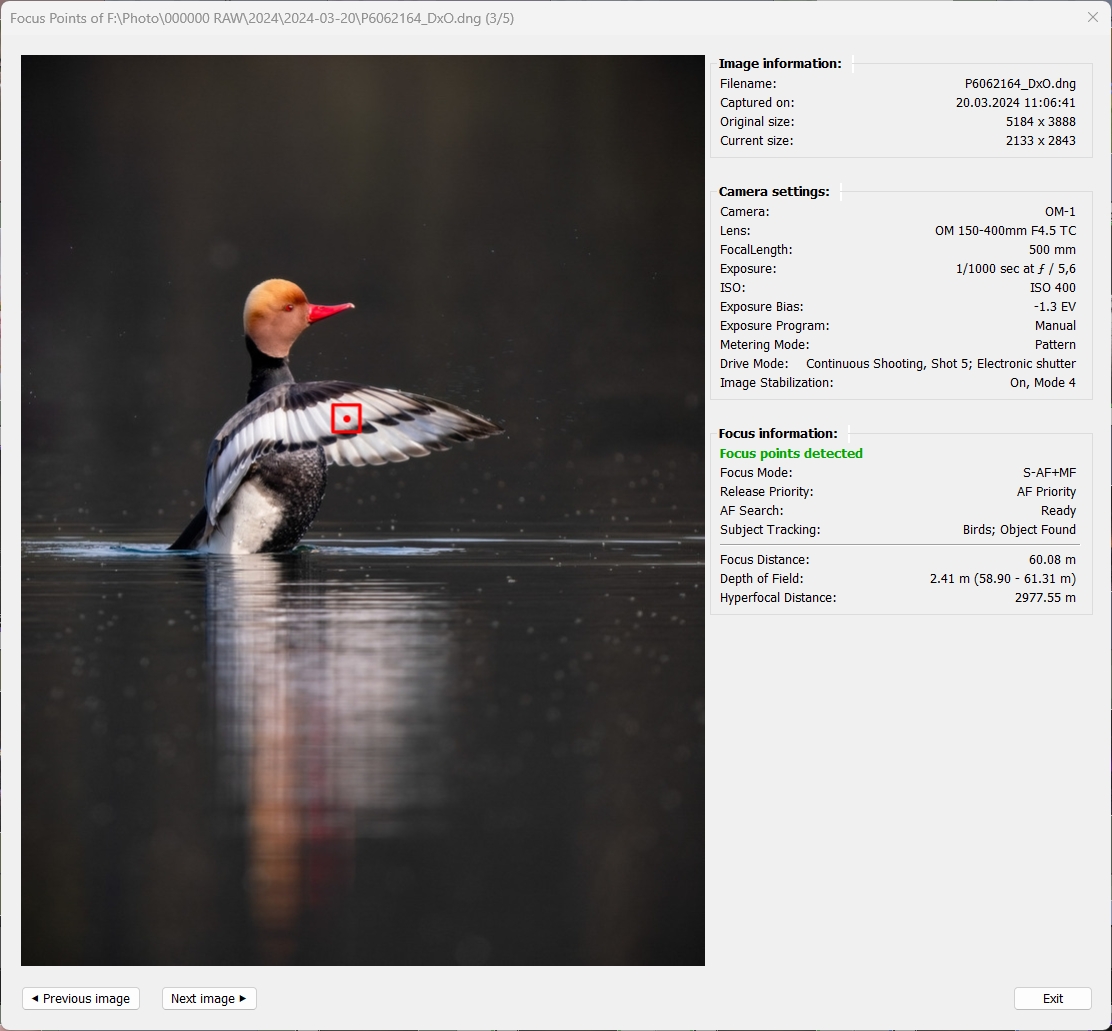 Focus Points of F:\Photo\000000 RAW\2024\2024-03-20\P6062164_DxO.dng (3/5)
Image information:
Filename: P6062164_DxO.dng
Captured on: 20.03.2024 11:06:41
Original size: 5184 x 3888
Current size: 2133 x 2843
Camera settings:
Camera: OM-1
Lens: OM 150-400mm F4.5 TC
FocalLength: 500 mm
Exposure: 1/1000 sec at ƒ / 5,6
ISO: ISO 400
Exposure Bias: -1.3 EV
Exposure Program: Manual
Metering Mode: Pattern
Drive Mode: Continuous Shooting, Shot 5; Electronic shutter
Image Stabilization: On, Mode 4
Focus information:
Focus points detected
Focus Mode: S-AF+MF
Release Priority: AF Priority
AF Search: Ready
Subject Tracking: Birds; Object Found
Focus Distance: 60.08 m
Depth of Field: 2.41 m (58.90 - 61.31 m)
Hyperfocal Distance: 2977.55 m
Previous image Next image Exit